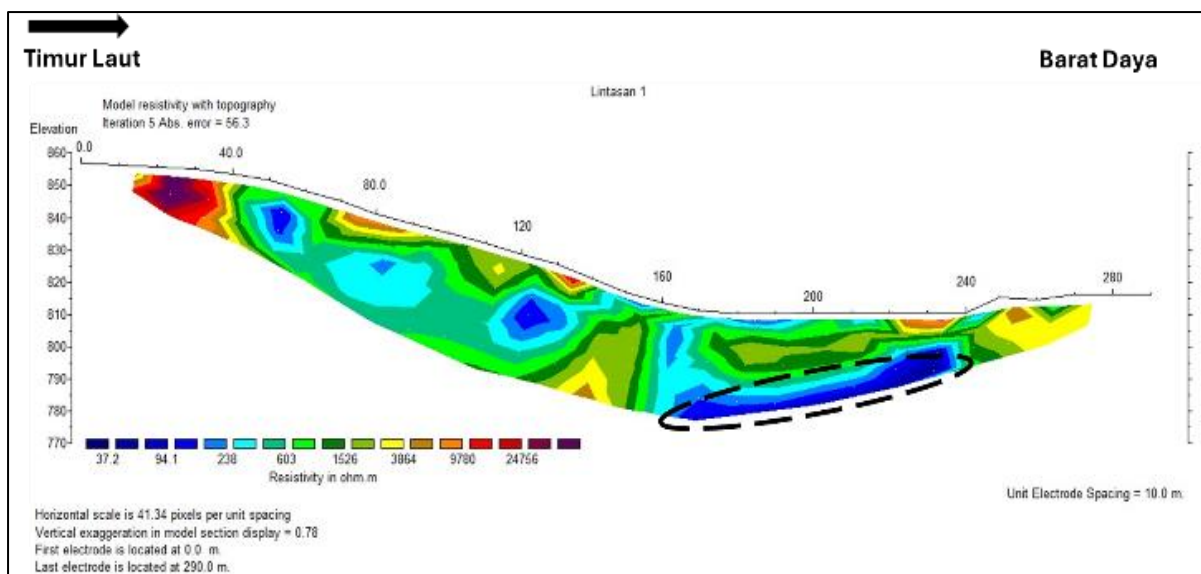 Timur Laut
Barat Daya
Lintasan 1
Model resistivity with topography
Iteration 5 Abs. error = 56.3
Elevation
0.0
860
40.0
850
80.0
840
120
830
820
160
200
240
280
810
800
790
780
770
37.2 94.1 238 603 1526 3864 9780 24756
Resistivity in ohm.m
Unit Electrode Spacing = 10.0 m.
Horizontal scale is 41.34 pixels per unit spacing
Vertical exaggeration in model section display = 0.78
First electrode is located at 0.0 m.
Last electrode is located at 290.0 m.